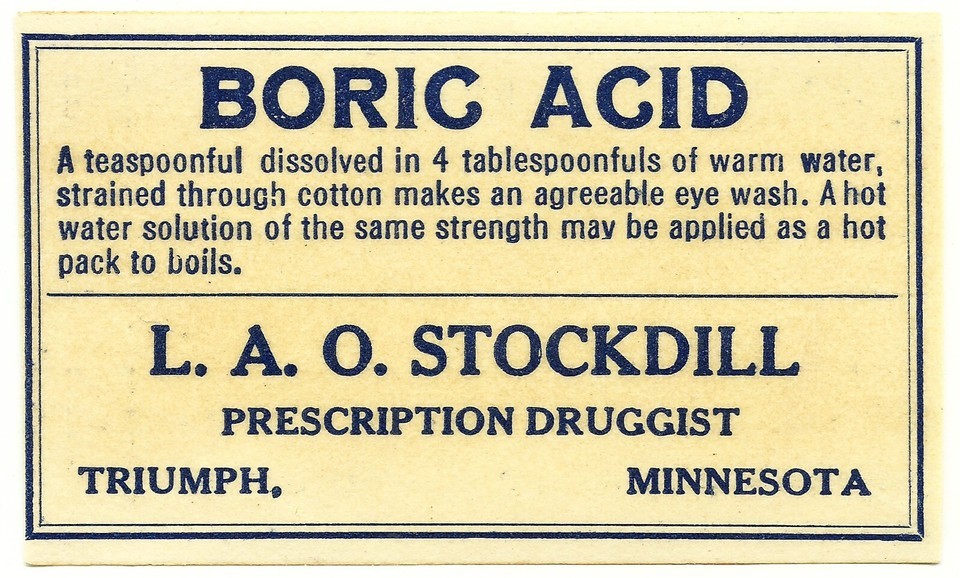 BORIC ACID
A teaspoonful dissolved in 4 tablespoonfuls of warm water,
strained through cotton makes an agreeable eye wash. A hot
water solution of the same strength may be applied as a hot
pack to boils.
L. A. O. STOCKDILL
PRESCRIPTION DRUGGIST
TRIUMPH, MINNESOTA